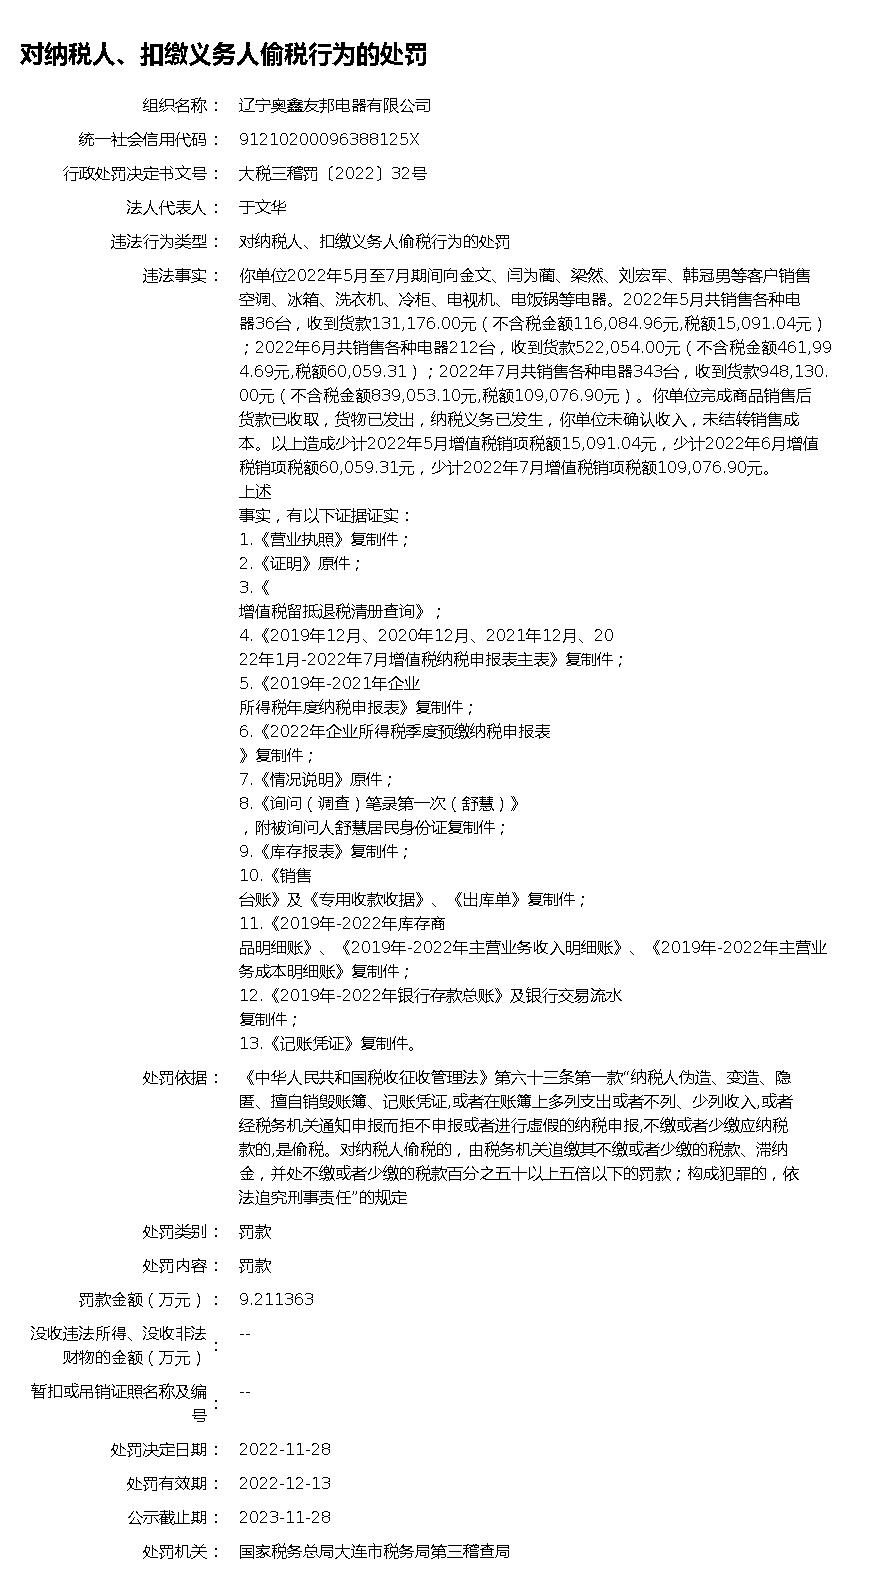 对纳税人、扣缴义务人偷税行为的处罚
组织名称： 辽宁奥鑫友邦电器有限公司
统一社会信用代码： 91210200096388125X
行政处罚决定书文号： 大税三稽罚〔2022〕32号
法人代表人： 于文华
违法行为类型： 对纳税人、扣缴义务人偷税行为的处罚
违法事实： 你单位2022年5月至7月期间向金文、闫为蔺、梁然、刘宏军、韩冠男等客户销售
空调、冰箱、洗衣机、冷柜、电视机、电饭锅等电器。2022年5月共销售各种电
器36台，收到货款131,176.00元（不含税金额116,084.96元,税额15,091.04元）
；2022年6月共销售各种电器212台，收到货款522,054.00元（不含税金额461,99
4.69元,税额60,059.31）；2022年7月共销售各种电器343台，收到货款948,130.
00元（不含税金额839,053.10元,税额109,076.90元）。你单位完成商品销售后
货款已收取，货物已发出，纳税义务已发生，你单位未确认收入，未结转销售成
本。以上造成少计2022年5月增值税销项税额15,091.04元，少计2022年6月增值
税销项税额60,059.31元，少计2022年7月增值税销项税额109,076.90元。
上述
事实，有以下证据证实：
1.《营业执照》复制件；
2.《证明》原件；
3.《
增值税留抵退税清册查询》；
4.《2019年12月、2020年12月、2021年12月、20
22年1月-2022年7月增值税纳税申报表主表》复制件；
5.《2019年-2021年企业
所得税年度纳税申报表》复制件；
6.《2022年企业所得税季度预缴纳税申报表
》复制件；
7.《情况说明》原件；
8.《询问（调查）笔录第一次（舒慧）》
，附被询问人舒慧居民身份证复制件；
9.《库存报表》复制件；
10.《销售
台账》及《专用收款收据》、《出库单》复制件；
11.《2019年-2022年库存商
品明细账》、《2019年-2022年主营业务收入明细账》、《2019年-2022年主营业
务成本明细账》复制件；
12.《2019年-2022年银行存款总账》及银行交易流水
复制件；
13.《记账凭证》复制件。
处罚依据： 《中华人民共和国税收征收管理法》第六十三条第一款“纳税人伪造、变造、隐
匿、擅自销毁账簿、记账凭证,或者在账簿上多列支出或者不列、少列收入,或者
经税务机关通知申报而拒不申报或者进行虚假的纳税申报,不缴或者少缴应纳税
款的,是偷税。对纳税人偷税的，由税务机关追缴其不缴或者少缴的税款、滞纳
金，并处不缴或者少缴的税款百分之五十以上五倍以下的罚款；构成犯罪的，依
法追究刑事责任”的规定
处罚类别： 罚款
处罚内容： 罚款
罚款金额（万元）： 9.211363
没收违法所得、没收非法
财物的金额（万元）： --
暂扣或吊销证照名称及编
号： --
处罚决定日期： 2022-11-28
处罚有效期： 2022-12-13
公示截止期： 2023-11-28
处罚机关： 国家税务总局大连市税务局第三稽查局